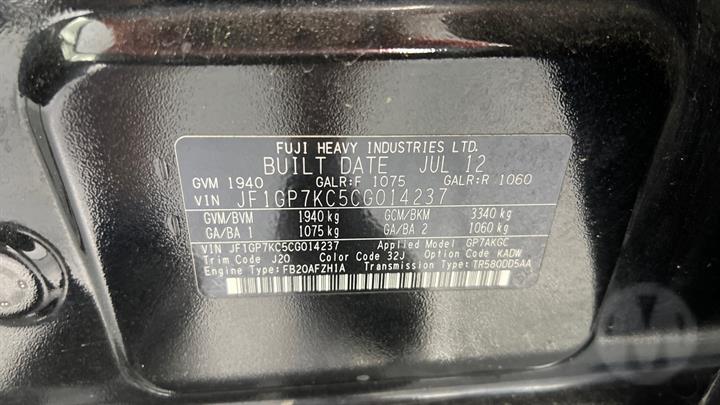 FUJI HEAVY INDUSTRIES LTD.
BUILT DATE JUL 12
GVM 1940 GALR:F 1075 GALR:R 1060
VIN JF1GP7KC5CG014237
GVM/BVM 1940 kg GCM/BKM 3340 kg
GA/BA 1 1075 kg GA/BA 2 1060 kg
VIN JF1GP7KC5CG014237 Applied Model GP7AKGC
Trim Code J20 Color Code 32J Option Code KADW
Engine Type: FB20AFZH1A Transmission Type: TR580DD5AA
M